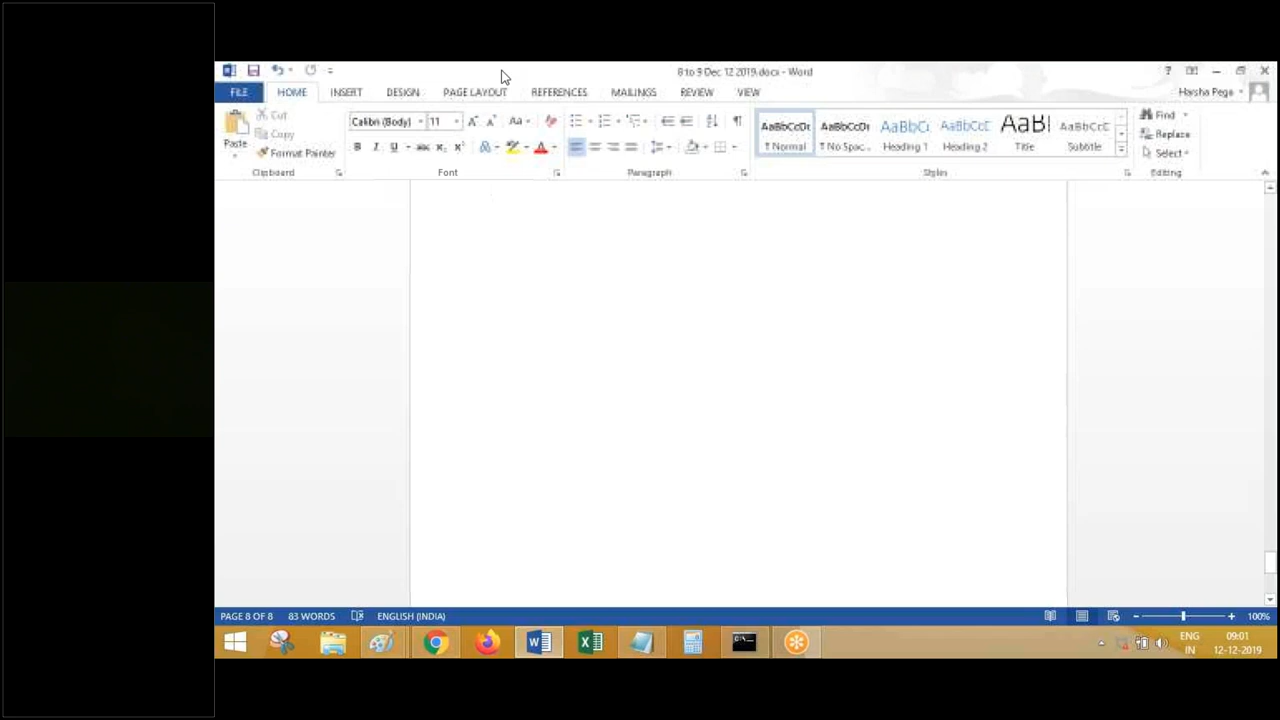 8 to 9 Dec 12 2019.docx - Word
FILE HOME INSERT DESIGN PAGE LAYOUT REFERENCES MAILINGS REVIEW VIEW Harsha Pega
Paste
Cut
Copy
Format Painter
Clipboard
Calibri (Body) 11
Font
Paragraph
AaBbCcDc AaBbCcDc AaBbCc AaBbCcD AaBl AaBbCcC
¶ Normal ¶ No Spac... Heading 1 Heading 2 Title Subtitle
Styles
Find
Replace
Select
Editing
PAGE 8 OF 8 83 WORDS ENGLISH (INDIA) 100%
ENG
IN
09:01
12-12-2019